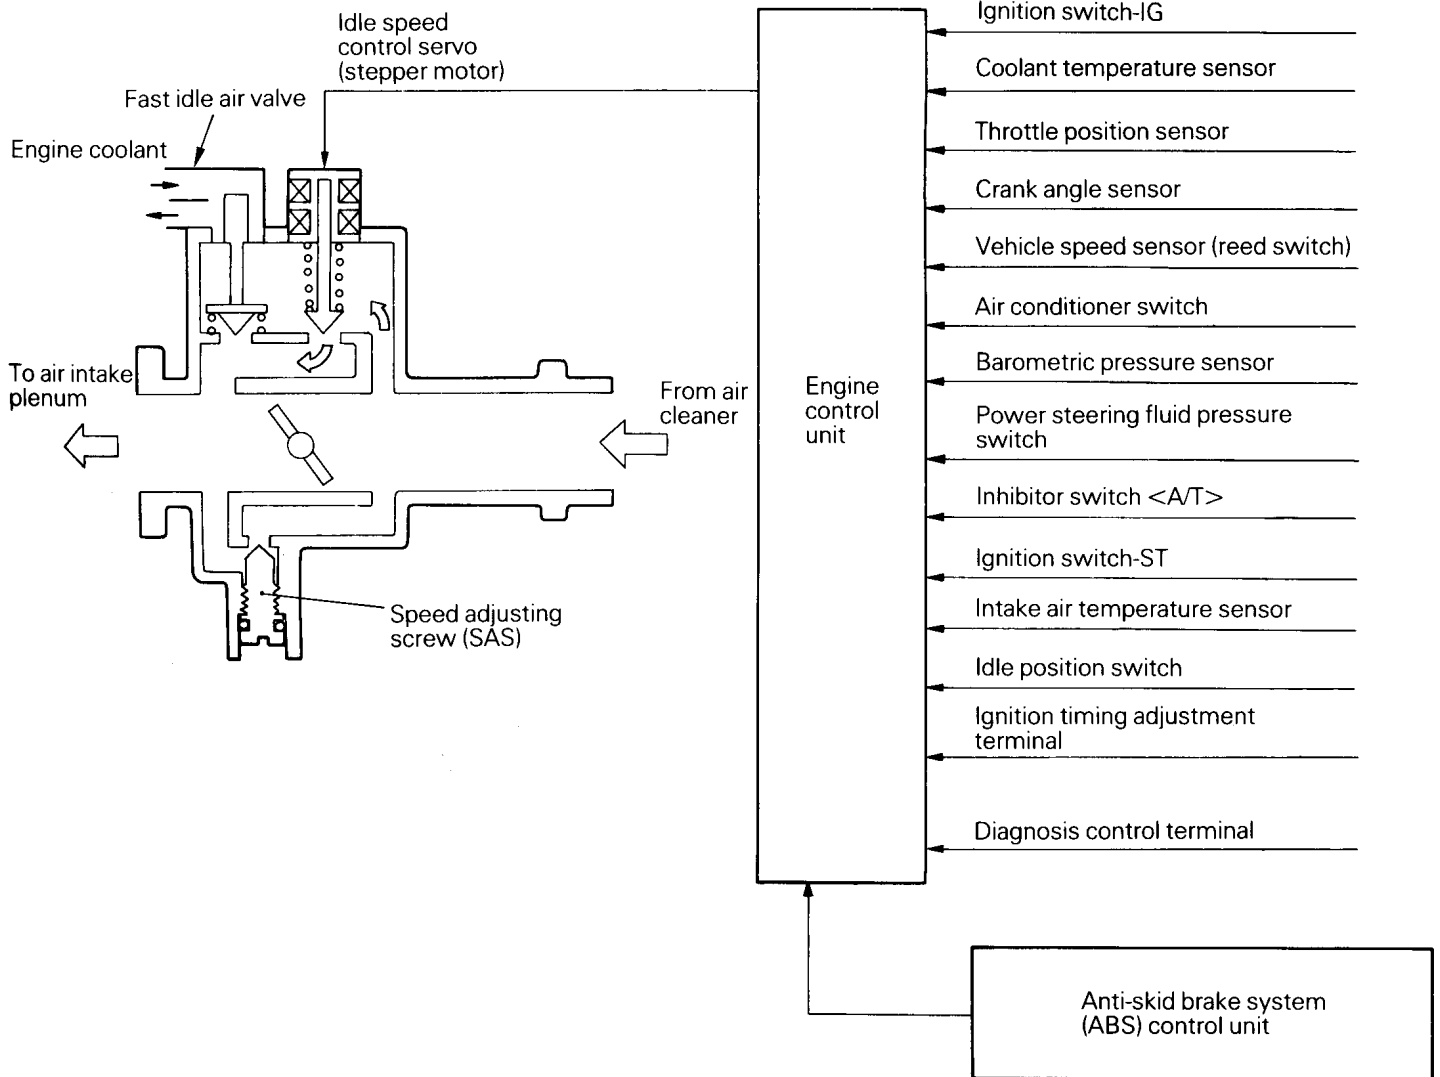 Idle speed
control servo
(stepper motor)
Fast idle air valve
Engine coolant
To air intake
plenum
From air
cleaner
Speed adjusting
screw (SAS)
Engine
control
unit
Ignition switch-IG
Coolant temperature sensor
Throttle position sensor
Crank angle sensor
Vehicle speed sensor (reed switch)
Air conditioner switch
Barometric pressure sensor
Power steering fluid pressure
switch
Inhibitor switch <A/T>
Ignition switch-ST
Intake air temperature sensor
Idle position switch
Ignition timing adjustment
terminal
Diagnosis control terminal
Anti-skid brake system
(ABS) control unit